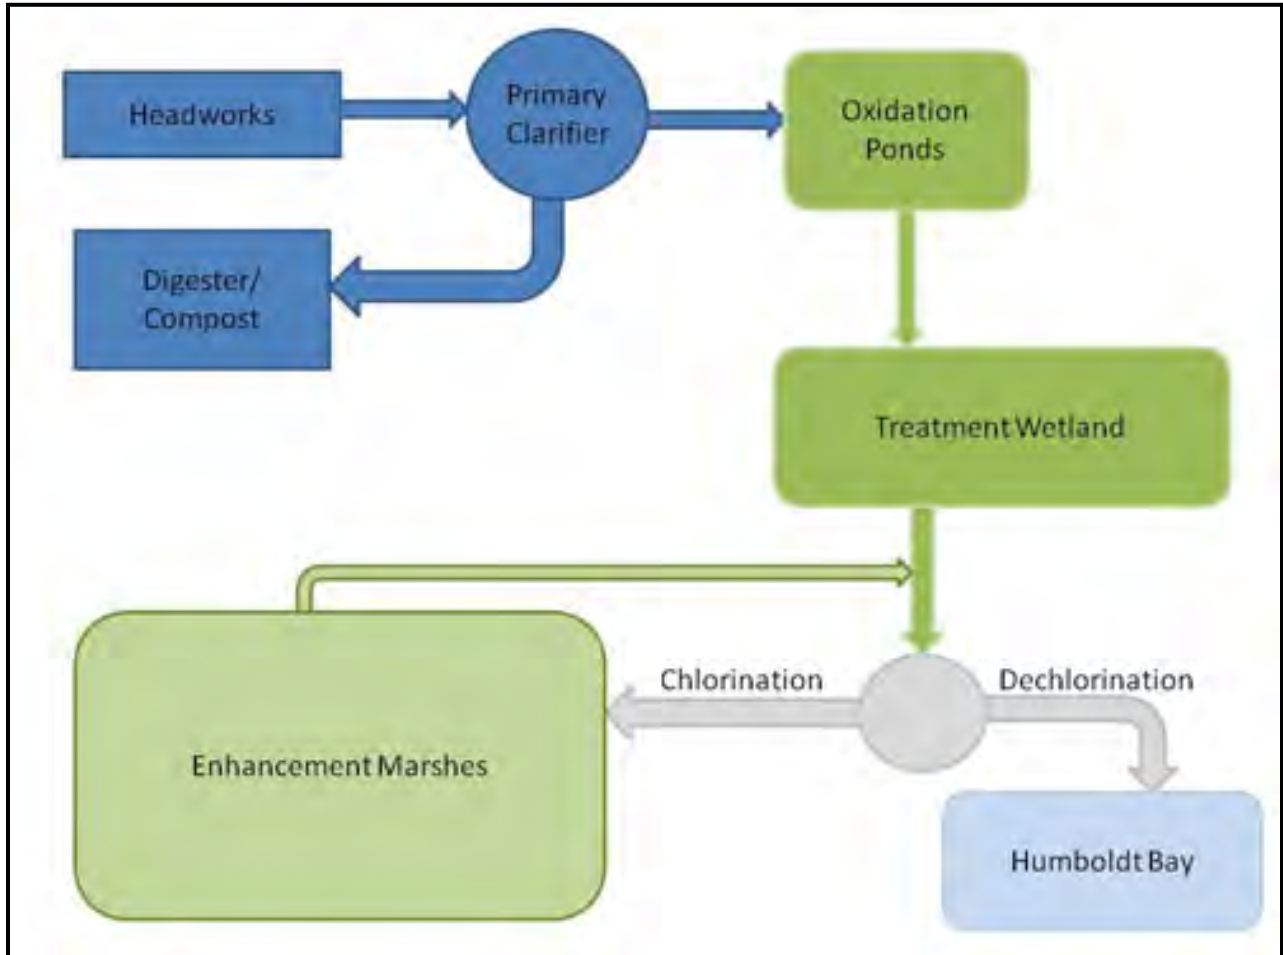 Headworks
Primary
Clarifier
Oxidation
Ponds
Digester/
Compost
Treatment Wetland
Chlorination
Dechlorination
Enhancement Marshes
Humboldt Bay